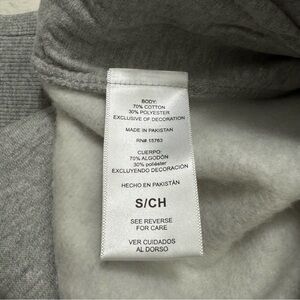 BODY:
70% COTTON
30% POLYESTER
EXCLUSIVE OF DECORATION
MADE IN PAKISTAN
RN# 15763
CUERPO:
70% ALGODÓN
30% poliéster
EXCLUYENDO DECORACIÓN
HECHO EN PAKISTÁN
S/CH
SEE REVERSE
FOR CARE
VER CUIDADOS
AL DORSO